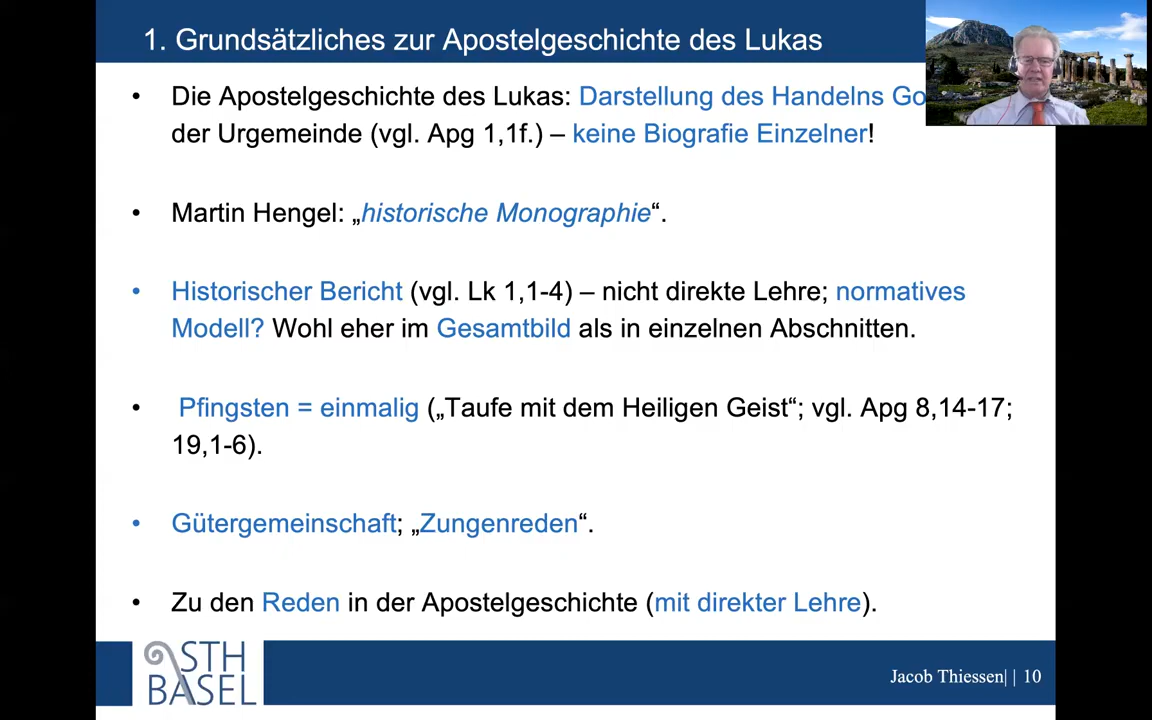 1. Grundsätzliches zur Apostelgeschichte des Lukas
• Die Apostelgeschichte des Lukas: Darstellung des Handelns
der Urgemeinde (vgl. Apg 1,1f.) – keine Biografie Einzelner!
• Martin Hengel: „historische Monographie“.
• Historischer Bericht (vgl. Lk 1,1-4) – nicht direkte Lehre; normatives
Modell? Wohl eher im Gesamtbild als in einzelnen Abschnitten.
• Pfingsten = einmalig („Taufe mit dem Heiligen Geist“; vgl. Apg 8,14-17;
19,1-6).
• Gütergemeinschaft; „Zungenreden“.
• Zu den Reden in der Apostelgeschichte (mit direkter Lehre).
STH
BASEL
Jacob Thiessen| | 10